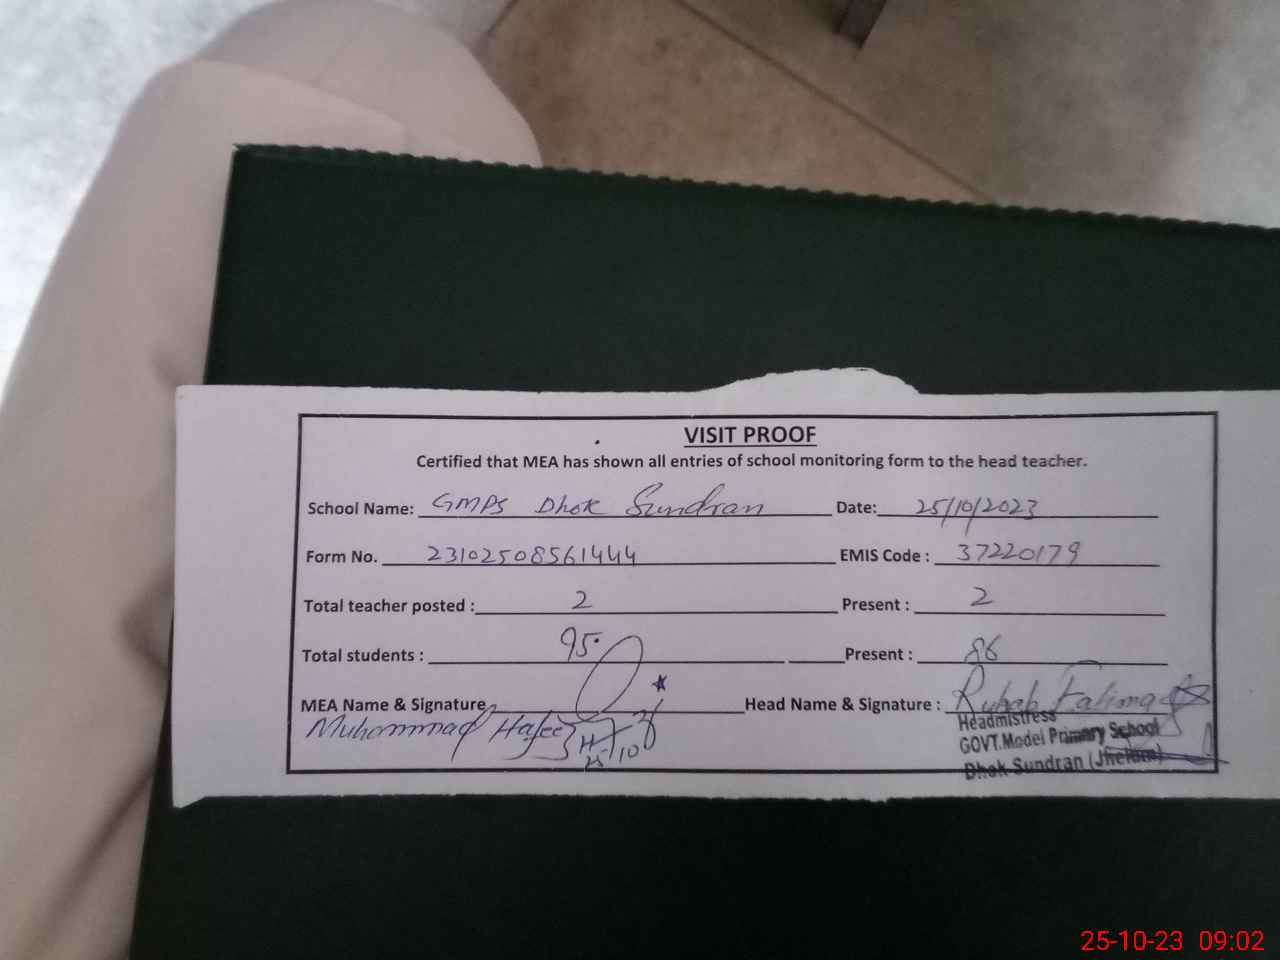 VISIT PROOF
Certified that MEA has shown all entries of school monitoring form to the head teacher.
School Name: GMPS Dhok Sundran Date: 25/10/2023
Form No. 23102508561444 EMIS Code : 37220179
Total teacher posted : 2 Present : 2
Total students : 95 Present : 86
MEA Name & Signature Head Name & Signature : Rubab Fatima
Muhammad Hafeez
25/10
Headmistress
GOVT.Model Primary School
Dhok Sundran (Jhelum)
25-10-23 09:02